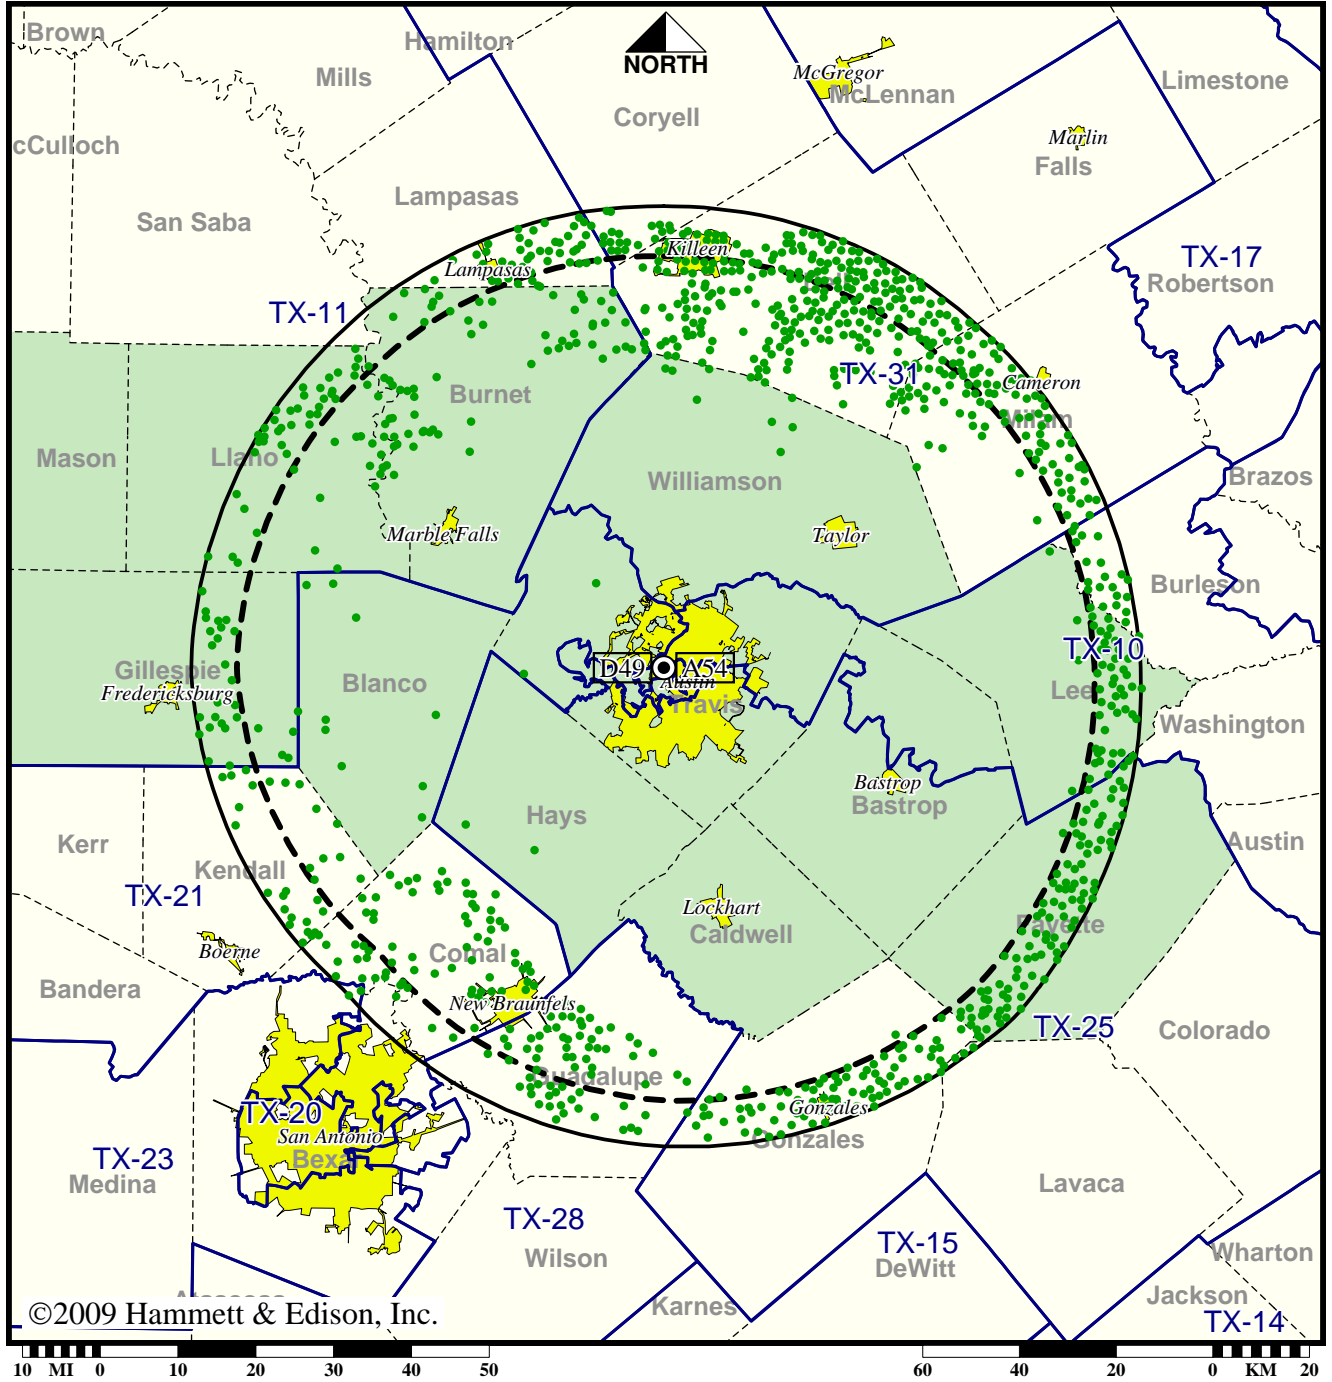 Brown
Hamilton
Mills
NORTH
McGregor
McLennan
Limestone
Coryell
Marlin
Falls
cCulloch
Lampasas
San Saba
Killeen
Lampasas
TX-17
Robertson
TX-11
TX-31
Cameron
Milam
Burnet
Mason
Llano
Williamson
Brazos
Marble Falls
Taylor
Burleson
TX-10
Gillespie
Fredericksburg
Blanco
D49
A54
Austin
Travis
Lee
Washington
Bastrop
Bastrop
Hays
Kerr
Austin
Kendall
TX-21
Lockhart
Caldwell
Fayette
Boerne
Comal
Bandera
New Braunfels
TX-25
Colorado
Guadalupe
TX-20
San Antonio
Gonzales
Gonzales
Bexar
TX-23
Medina
Lavaca
TX-28
Wilson
TX-15
DeWitt
Wharton
Karnes
Jackson
TX-14
©2009 Hammett & Edison, Inc.
10 MI 0 10 20 30 40 50
60 40 20 0 KM 20